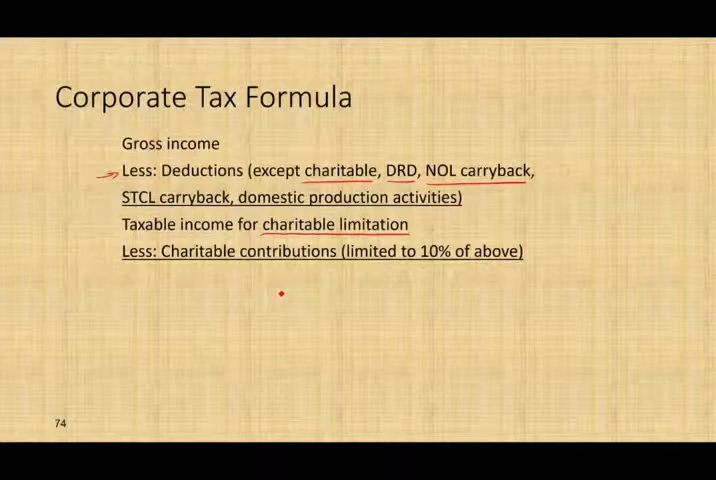 Corporate Tax Formula
Gross income
Less: Deductions (except charitable, DRD, NOL carryback,
STCL carryback, domestic production activities)
Taxable income for charitable limitation
Less: Charitable contributions (limited to 10% of above)
74